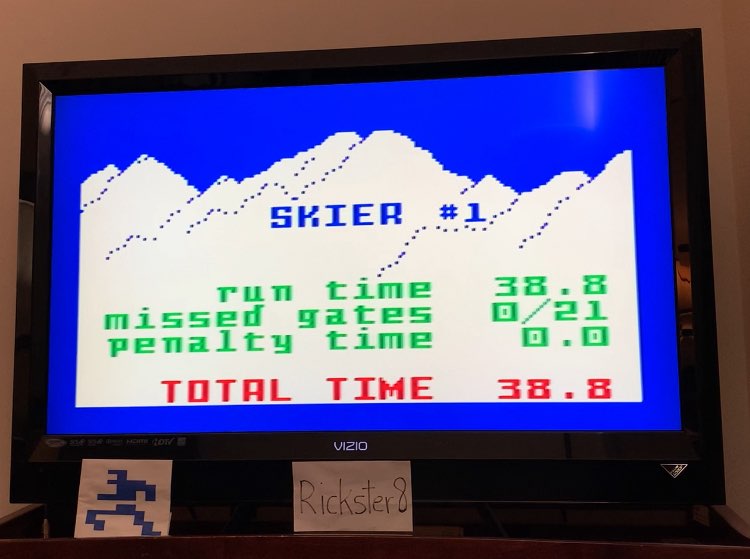 SKIER #1
run time 38.8
missed gates 0/21
penalty time 0.0
TOTAL TIME 38.8
VIZIO
Rickster8